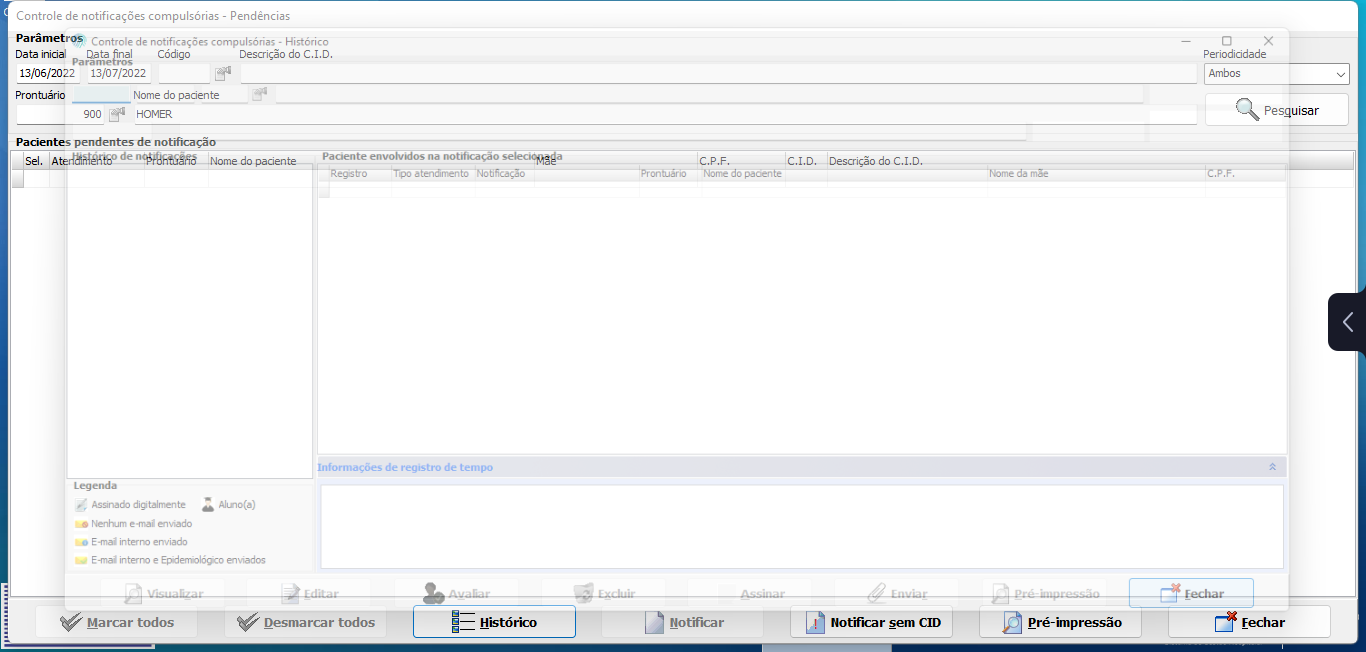 Controle de notificações compulsórias - Pendências
Parâmetros
Controle de notificações compulsórias - Histórico
Data inicial Data final Código Descrição do C.I.D. Periodicidade
Parâmetros
13/06/2022 13/07/2022 Ambos
Prontuário Nome do paciente
900 HOMER Pesquisar
Pacientes pendentes de notificação
Histórico de notificações Paciente envolvidos na notificação selecionada
Sel. Atendimento Prontuário Nome do paciente Mãe C.P.F. C.I.D. Descrição do C.I.D.
Registro Tipo atendimento Notificação Prontuário Nome do paciente Nome da mãe C.P.F.
Informações de registro de tempo
Legenda
Assinado digitalmente Aluno(a)
Nenhum e-mail enviado
E-mail interno enviado
E-mail interno e Epidemiológico enviados
Visualizar Editar Avaliar Excluir Assinar Enviar Pré-impressão Fechar
Marcar todos Desmarcar todos Histórico Notificar Notificar sem CID Pré-impressão Fechar